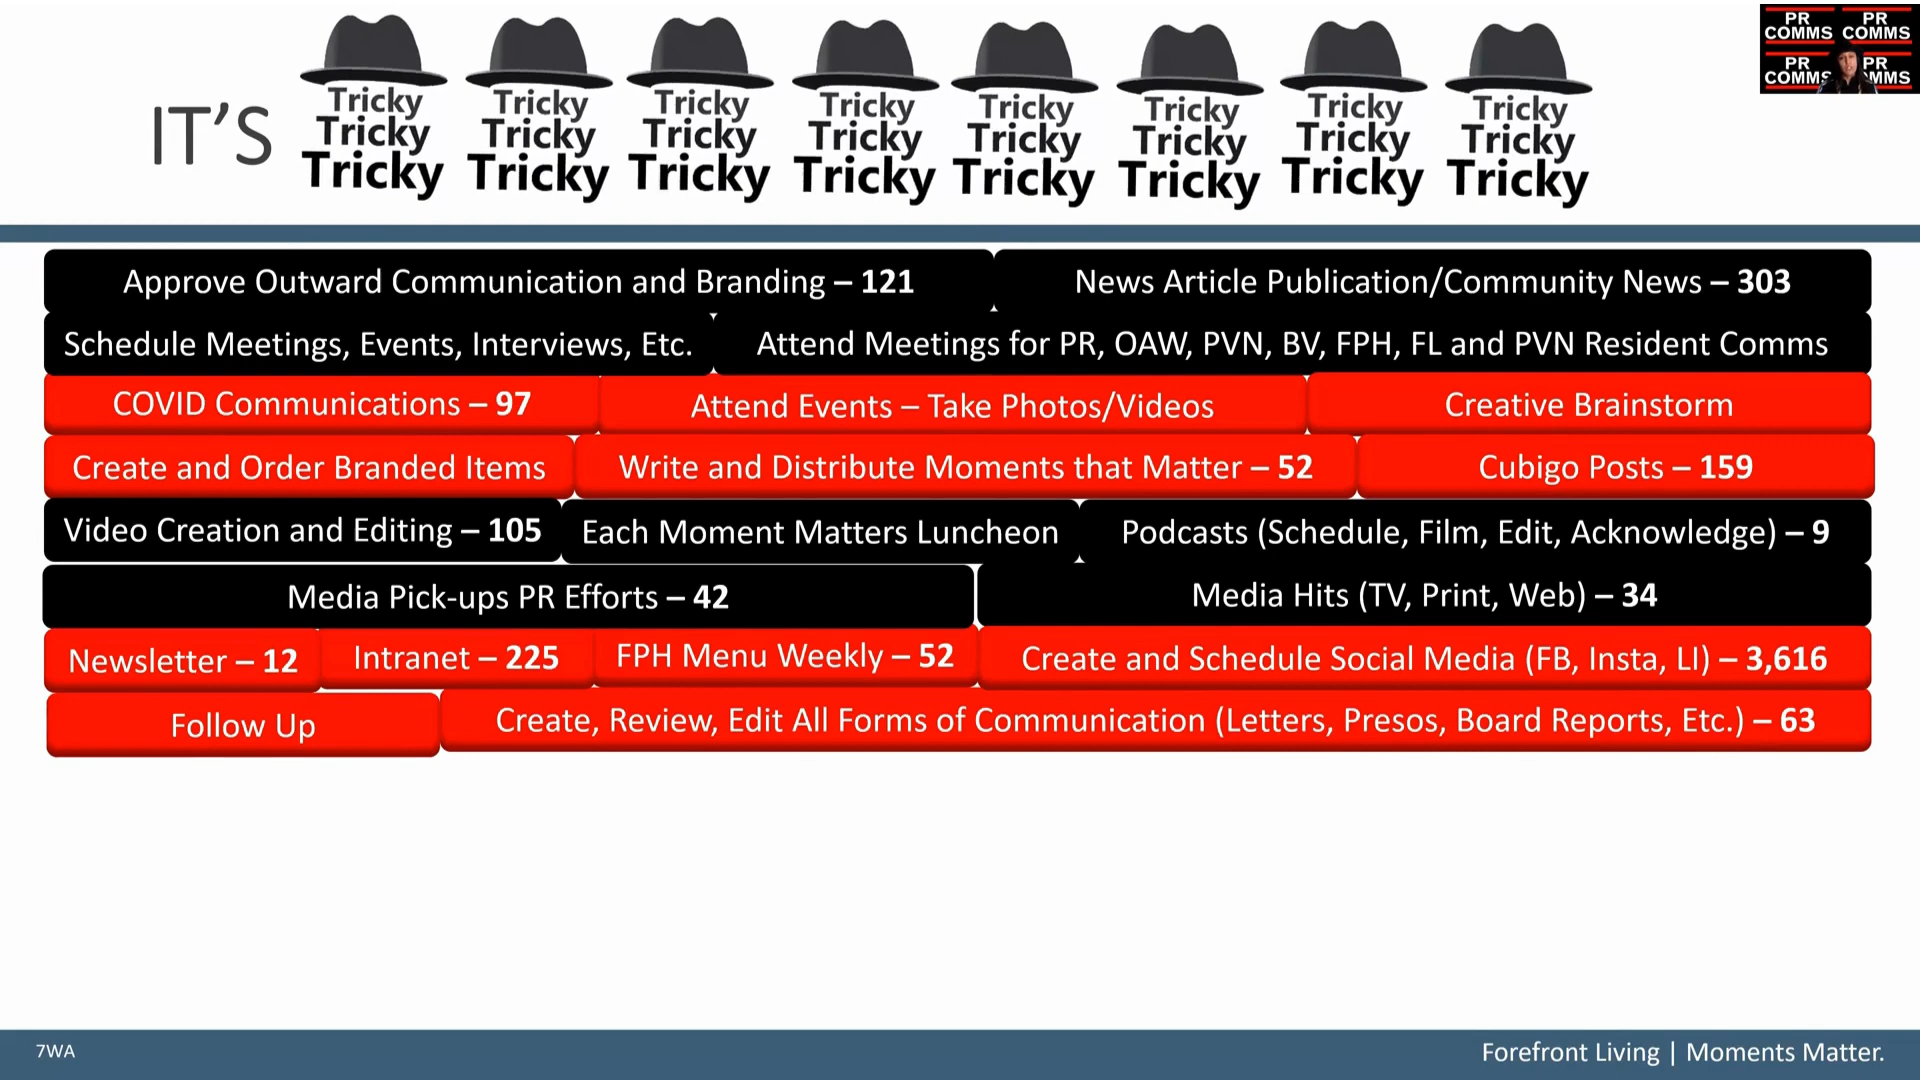 PR PR
COMMS COMMS
PR PR
COMMS MMS
IT’S
Tricky Tricky Tricky Tricky Tricky Tricky Tricky Tricky
Tricky Tricky Tricky Tricky Tricky Tricky Tricky Tricky
Tricky Tricky Tricky Tricky Tricky Tricky Tricky Tricky
Approve Outward Communication and Branding – 121
News Article Publication/Community News – 303
Schedule Meetings, Events, Interviews, Etc.
Attend Meetings for PR, OAW, PVN, BV, FPH, FL and PVN Resident Comms
COVID Communications – 97
Attend Events – Take Photos/Videos
Creative Brainstorm
Create and Order Branded Items
Write and Distribute Moments that Matter – 52
Cubigo Posts – 159
Video Creation and Editing – 105
Each Moment Matters Luncheon
Podcasts (Schedule, Film, Edit, Acknowledge) – 9
Media Pick-ups PR Efforts – 42
Media Hits (TV, Print, Web) – 34
Newsletter – 12
Intranet – 225
FPH Menu Weekly – 52
Create and Schedule Social Media (FB, Insta, LI) – 3,616
Follow Up
Create, Review, Edit All Forms of Communication (Letters, Presos, Board Reports, Etc.) – 63
7WA
Forefront Living | Moments Matter.